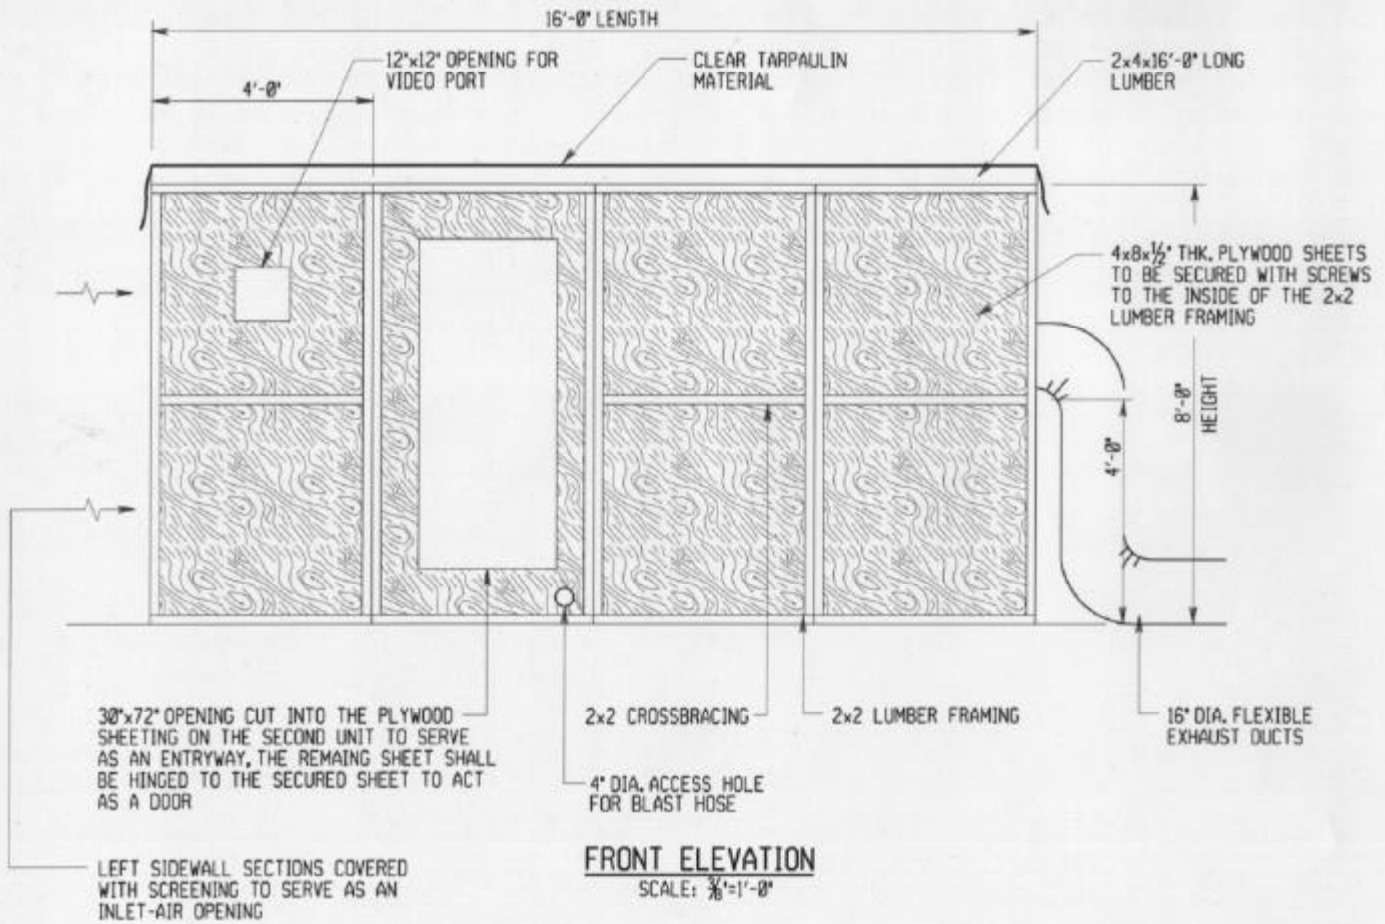 16'-0" LENGTH
12"x12" OPENING FOR
VIDEO PORT
CLEAR TARPAULIN
MATERIAL
2x4x16'-0" LONG
LUMBER
4'-0"
4x8x½" THK. PLYWOOD SHEETS
TO BE SECURED WITH SCREWS
TO THE INSIDE OF THE 2x2
LUMBER FRAMING
8'-0"
HEIGHT
4'-0"
30"x72" OPENING CUT INTO THE PLYWOOD
SHEETING ON THE SECOND UNIT TO SERVE
AS AN ENTRYWAY, THE REMAING SHEET SHALL
BE HINGED TO THE SECURED SHEET TO ACT
AS A DOOR
2x2 CROSSBRACING
2x2 LUMBER FRAMING
16" DIA. FLEXIBLE
EXHAUST DUCTS
4" DIA. ACCESS HOLE
FOR BLAST HOSE
LEFT SIDEWALL SECTIONS COVERED
WITH SCREENING TO SERVE AS AN
INLET-AIR OPENING
FRONT ELEVATION
SCALE: ⅜"=1'-0"